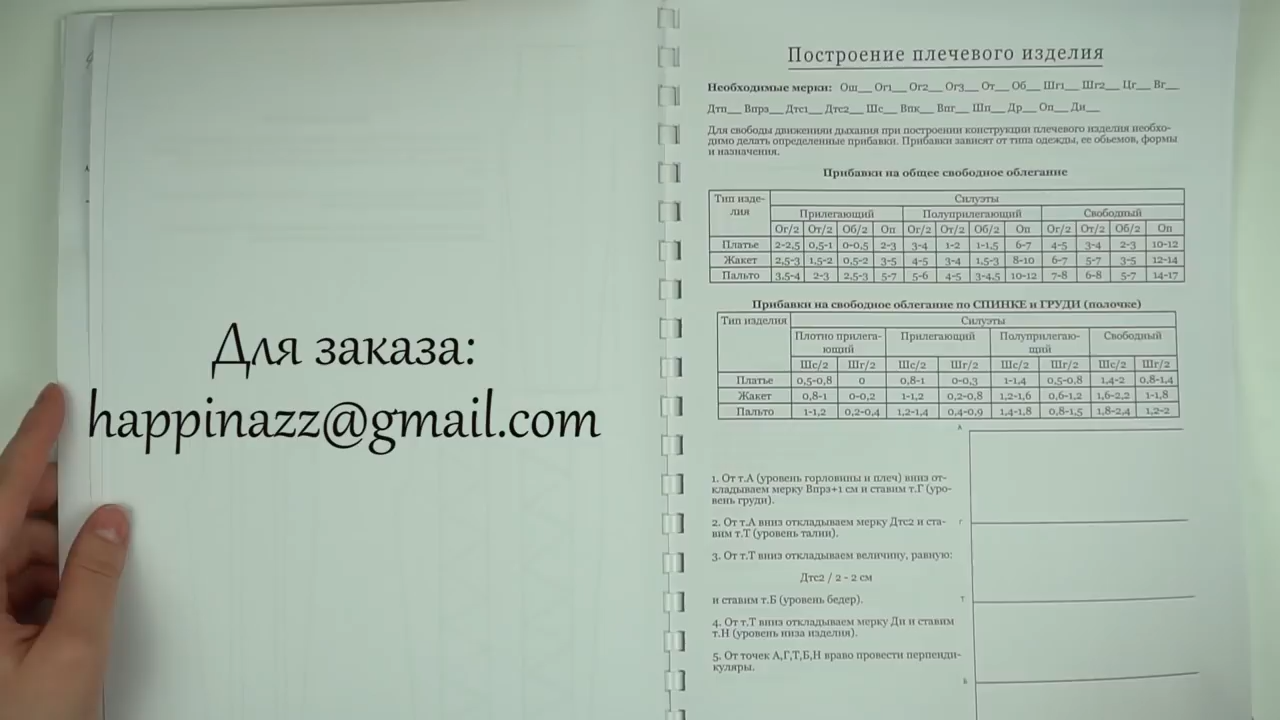 Для заказа:
happinazz@gmail.com
Построение плечевого изделия
Необходимые мерки: Ош__ Ог1__ Ог2__ Ог3__ От__ Об__ Шг1__ Шг2__ Цг__ Вг__
Дтп__ Впрз__ Дтс1__ Дтс2__ Шс__ Впк__ Впг__ Шп__ Др__ Оп__ Ди__
Для свободы движенияи дыхания при построении конструкции плечевого изделия необхо-
димо делать определенные прибавки. Прибавки зависят от типа одежды, ее обьемов, формы
и назначения.
Прибавки на общее свободное облегание
Тип изде- Силуэты
лия Прилегающий Полуприлегающий Свободный
Ог/2 От/2 Об/2 Оп Ог/2 От/2 Об/2 Оп Ог/2 От/2 Об/2 Оп
Платье 2-2,5 0,5-1 0-0,5 2-3 3-4 1-2 1-1,5 6-7 4-5 3-4 2-3 10-12
Жакет 2,5-3 1,5-2 0,5-2 3-5 4-5 3-4 1,5-3 8-10 6-7 5-7 3-5 12-14
Пальто 3,5-4 2-3 2,5-3 5-7 5-6 4-5 3-4,5 10-12 7-8 6-8 5-7 14-17
Прибавки на свободное облегание по СПИНКЕ и ГРУДИ (полочке)
Тип изделия Силуэты
Плотно прилега- Прилегающий Полуприлегаю- Свободный
ющий щий
Шс/2 Шг/2 Шс/2 Шг/2 Шс/2 Шг/2 Шс/2 Шг/2
Платье 0,5-0,8 0 0,8-1 0-0,3 1-1,4 0,5-0,8 1,4-2 0,8-1,4
Жакет 0,8-1 0-0,2 1-1,2 0,2-0,8 1,2-1,6 0,6-1,2 1,6-2,2 1-1,8
Пальто 1-1,2 0,2-0,4 1,2-1,4 0,4-0,9 1,4-1,8 0,8-1,5 1,8-2,4 1,2-2
А
1. От т.А (уровень горловины и плеч) вниз от-
кладываем мерку Впрз+1 см и ставим т.Г (уро-
вень груди).
2. От т.А вниз откладываем мерку Дтс2 и ста-
вим т.Т (уровень талии).
Г
3. От т.Т вниз откладываем величину, равную:
Дтс2 / 2 - 2 см
и ставим т.Б (уровень бедер).
Т
4. От т.Т вниз откладываем мерку Ди и ставим
т.Н (уровень низа изделия).
5. От точек А,Г,Т,Б,Н враво провести перпенди-
куляры.
Б